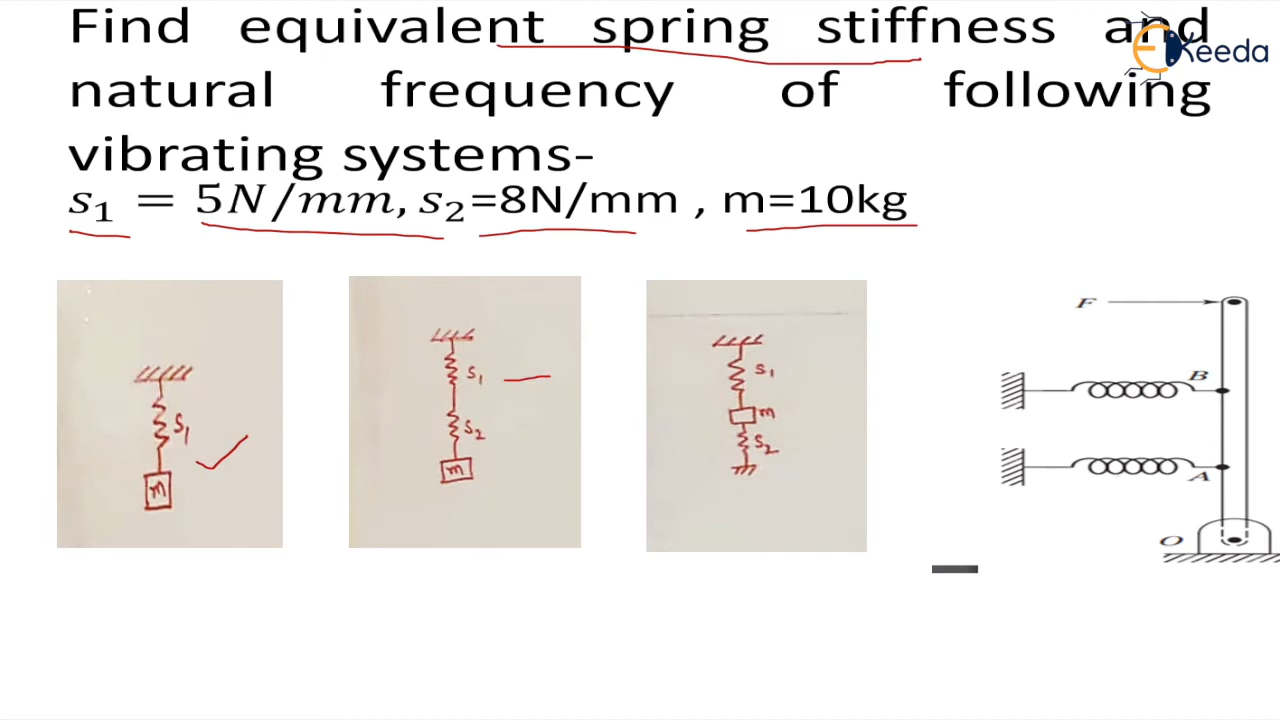 Find equivalent spring stiffness and
Keeda
natural frequency of following
vibrating systems-
s₁ = 5N/mm, s₂=8N/mm , m=10kg
S₁
m
S₁
S₂
m
S₁
m
S₂
F
B
A
O